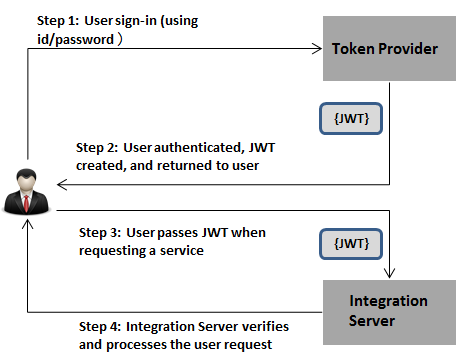 Step 1: User sign-in (using
id/password )
Token Provider
{JWT}
Step 2: User authenticated, JWT
created, and returned to user
Step 3: User passes JWT when
requesting a service
{JWT}
Integration
Server
Step 4: Integration Server verifies
and processes the user request